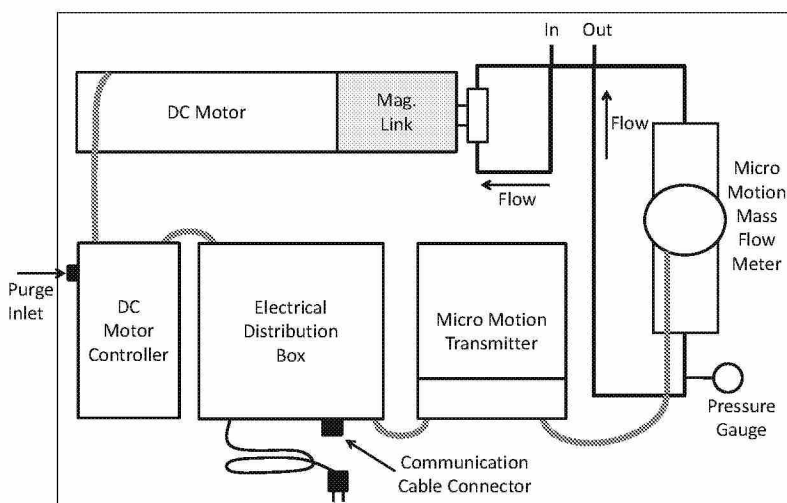 In
Out
DC Motor
Mag.
Link
Flow
Flow
Micro
Motion
Mass
Flow
Meter
Purge
Inlet
DC
Motor
Controller
Electrical
Distribution
Box
Micro Motion
Transmitter
Pressure
Gauge
Communication
Cable Connector